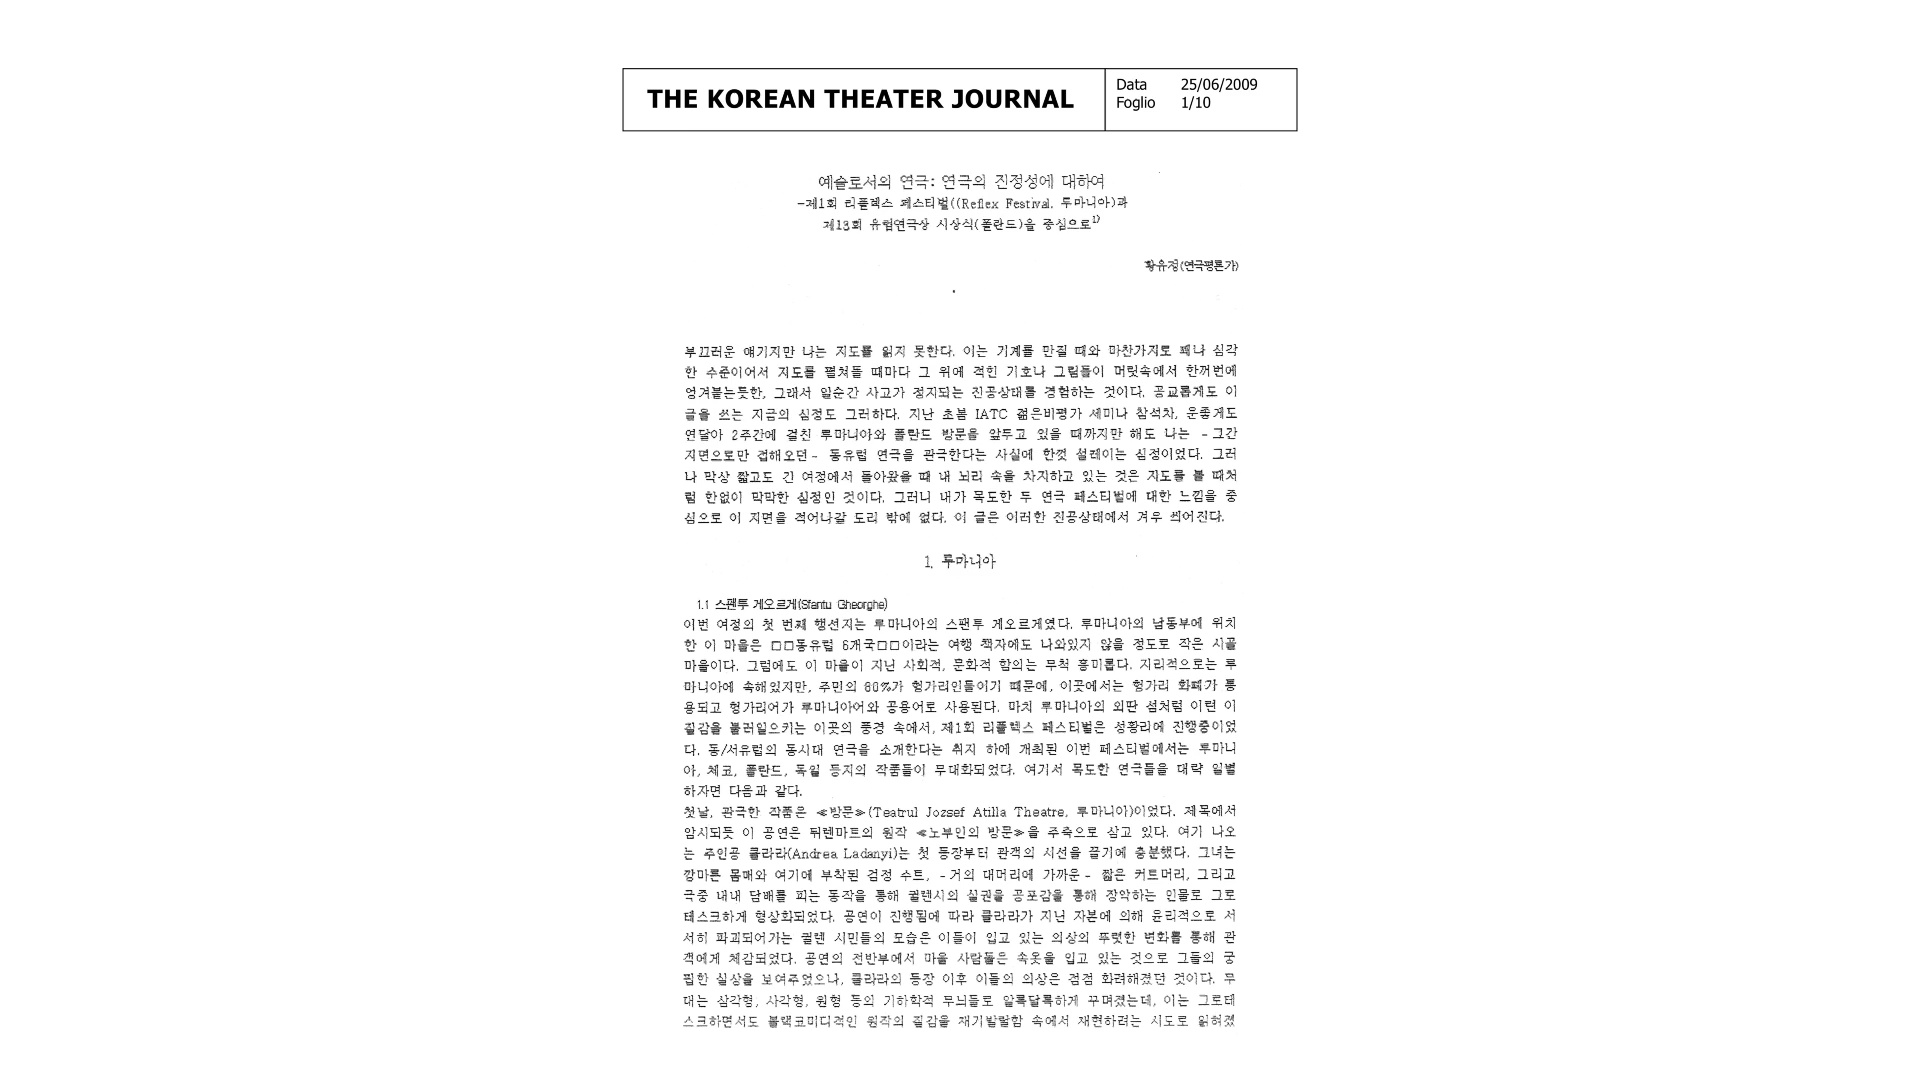 THE KOREAN THEATER JOURNAL
Data 25/06/2009
Foglio 1/10
예술로서의 연극: 연극의 진정성에 대하여
-제1회 리플렉스 페스티벌((Reflex Festival, 루마니아)과
제13회 유럽연극상 시상식(폴란드)을 중심으로1)
황유정(연극평론가)
부끄러운 얘기지만 나는 지도를 읽지 못한다. 이는 기계를 만질 때와 마찬가지로 꽤나 심각
한 수준이어서 지도를 펼쳐들 때마다 그 위에 적힌 기호나 그림들이 머릿속에서 한꺼번에
엉겨붙는듯한, 그래서 일순간 사고가 정지되는 진공상태를 경험하는 것이다. 공교롭게도 이
글을 쓰는 지금의 심정도 그러하다. 지난 초봄 IATC 젊은비평가 세미나 참석차, 운좋게도
연달아 2주간에 걸친 루마니아와 폴란드 방문을 앞두고 있을 때까지만 해도 나는 -그간
지면으로만 접해오던- 동유럽 연극을 관극한다는 사실에 한껏 설레이는 심정이었다. 그러
나 막상 짧고도 긴 여정에서 돌아왔을 때 내 뇌리 속을 차지하고 있는 것은 지도를 볼 때처
럼 한없이 막막한 심정인 것이다. 그러니 내가 목도한 두 연극 페스티벌에 대한 느낌을 중
심으로 이 지면을 적어나갈 도리 밖에 없다. 이 글은 이러한 진공상태에서 겨우 씌어진다.
1. 루마니아
1.1 스팬투 게오르게(Sfantu Gheorghe)
이번 여정의 첫 번째 행선지는 루마니아의 스팬투 게오르게였다. 루마니아의 남동부에 위치
한 이 마을은 □□동유럽 6개국□□이라는 여행 책자에도 나와있지 않을 정도로 작은 시골
마을이다. 그럼에도 이 마을이 지닌 사회적, 문화적 함의는 무척 흥미롭다. 지리적으로는 루
마니아에 속해있지만, 주민의 80%가 헝가리인들이기 때문에, 이곳에서는 헝가리 화폐가 통
용되고 헝가리어가 루마니아어와 공용어로 사용된다. 마치 루마니아의 외딴 섬처럼 이런 이
질감을 불러일으키는 이곳의 풍경 속에서, 제1회 리플렉스 페스티벌은 성황리에 진행중이었
다. 동/서유럽의 동시대 연극을 소개한다는 취지 하에 개최된 이번 페스티벌에서는 루마니
아, 체코, 폴란드, 독일 등지의 작품들이 무대화되었다. 여기서 목도한 연극들을 대략 일별
하자면 다음과 같다.
첫날, 관극한 작품은 ≪방문≫(Teatrul Jozsef Atilla Theatre, 루마니아)이었다. 제목에서
암시되듯 이 공연은 뒤렌마트의 원작 ≪노부인의 방문≫을 주축으로 삼고 있다. 여기 나오
는 주인공 클라라(Andrea Ladanyi)는 첫 등장부터 관객의 시선을 끌기에 충분했다. 그녀는
깡마른 몸매와 여기에 부착된 검정 수트, -거의 대머리에 가까운- 짧은 커트머리, 그리고
극중 내내 담배를 피는 동작을 통해 귈렌시의 실권을 공포감을 통해 장악하는 인물로 그로
테스크하게 형상화되었다. 공연이 진행됨에 따라 클라라가 지닌 자본에 의해 윤리적으로 서
서히 파괴되어가는 귈렌 시민들의 모습은 이들이 입고 있는 의상의 뚜렷한 변화를 통해 관
객에게 체감되었다. 공연의 전반부에서 마을 사람들은 속옷을 입고 있는 것으로 그들의 궁
핍한 실상을 보여주었으나, 클라라의 등장 이후 이들의 의상은 점점 화려해졌던 것이다. 무
대는 삼각형, 사각형, 원형 등의 기하학적 무늬들로 알록달록하게 꾸며졌는데, 이는 그로테
스크하면서도 블랙코미디적인 원작의 질감을 재기발랄함 속에서 재현하려는 시도로 읽혀졌